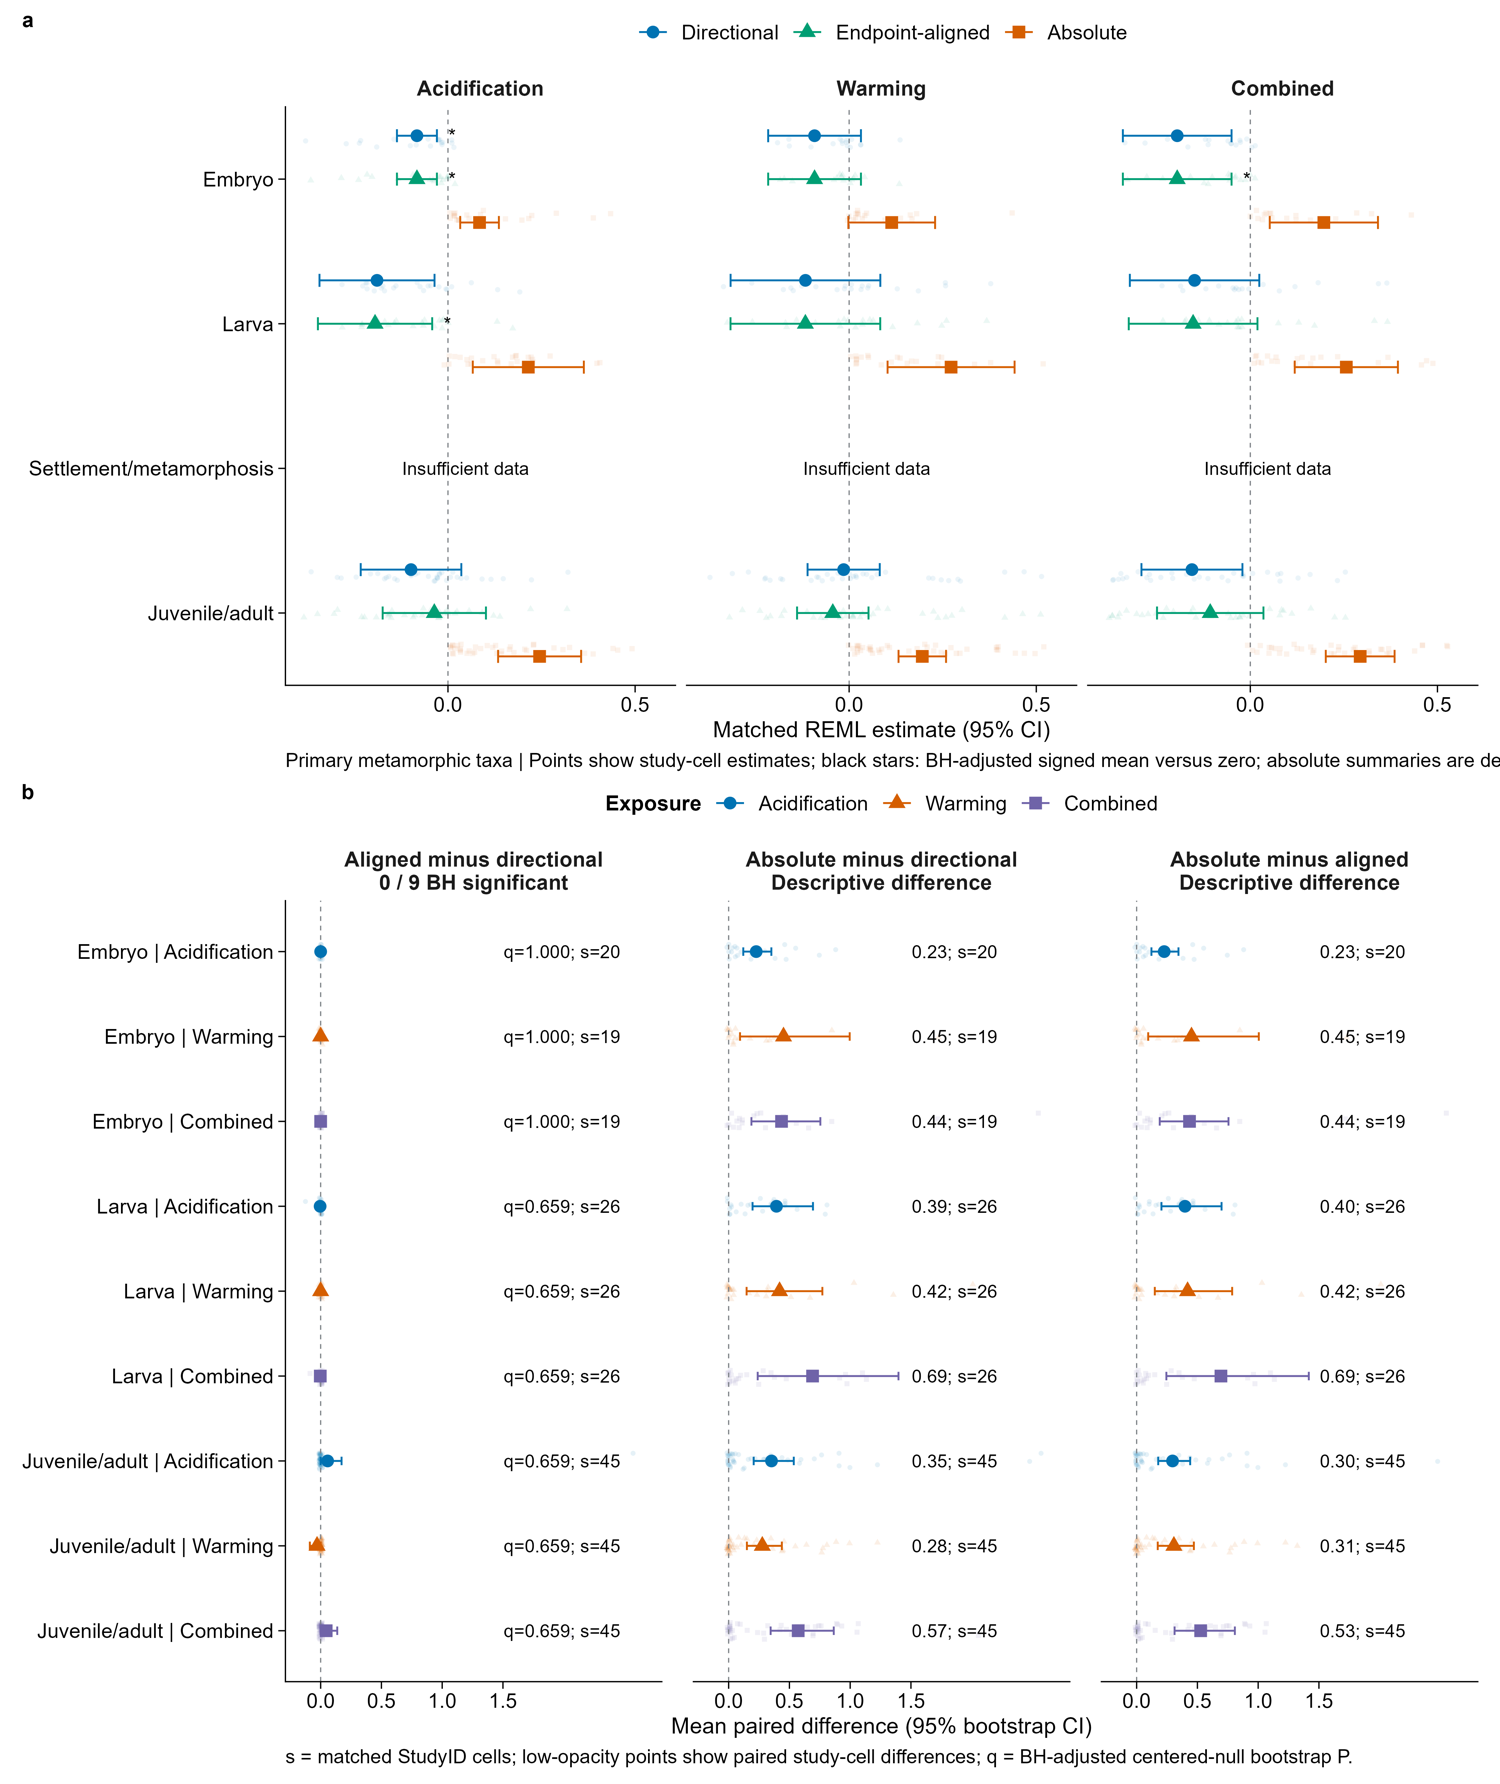 a
Directional Endpoint-aligned Absolute
Acidification Warming Combined
*
Embryo * *
Larva *
Settlement/metamorphosis Insufficient data Insufficient data Insufficient data
Juvenile/adult
0.0 0.5 0.0 0.5 0.0 0.5
Matched REML estimate (95% CI)
Primary metamorphic taxa | Points show study-cell estimates; black stars: BH-adjusted signed mean versus zero; absolute summaries are de
b
Exposure Acidification Warming Combined
Aligned minus directional Absolute minus directional Absolute minus aligned
0 / 9 BH significant Descriptive difference Descriptive difference
Embryo | Acidification q=1.000; s=20 0.23; s=20 0.23; s=20
Embryo | Warming q=1.000; s=19 0.45; s=19 0.45; s=19
Embryo | Combined q=1.000; s=19 0.44; s=19 0.44; s=19
Larva | Acidification q=0.659; s=26 0.39; s=26 0.40; s=26
Larva | Warming q=0.659; s=26 0.42; s=26 0.42; s=26
Larva | Combined q=0.659; s=26 0.69; s=26 0.69; s=26
Juvenile/adult | Acidification q=0.659; s=45 0.35; s=45 0.30; s=45
Juvenile/adult | Warming q=0.659; s=45 0.28; s=45 0.31; s=45
Juvenile/adult | Combined q=0.659; s=45 0.57; s=45 0.53; s=45
0.0 0.5 1.0 1.5 0.0 0.5 1.0 1.5 0.0 0.5 1.0 1.5
Mean paired difference (95% bootstrap CI)
s = matched StudyID cells; low-opacity points show paired study-cell differences; q = BH-adjusted centered-null bootstrap P.